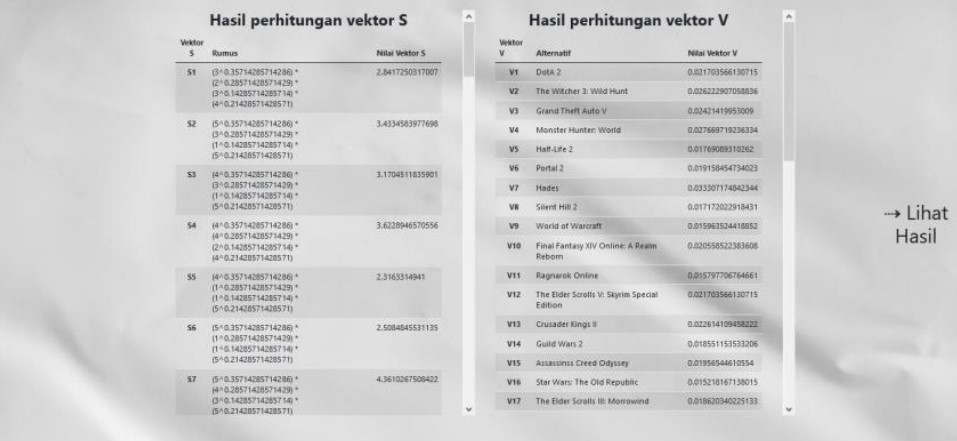 Hasil perhitungan vektor S
Vektor
S Rumus Nilai Vektor S
S1 (3^0.35714285714286) * 2.8417250317007
(2^0.28571428571429) *
(3^0.14285714285714) *
(4^0.21428571428571)
S2 (5^0.35714285714286) * 3.4334583977698
(3^0.28571428571429) *
(1^0.14285714285714) *
(5^0.21428571428571)
S3 (4^0.35714285714286) * 3.1704511835901
(3^0.28571428571429) *
(1^0.14285714285714) *
(5^0.21428571428571)
S4 (4^0.35714285714286) * 3.6228946570556
(4^0.28571428571429) *
(2^0.14285714285714) *
(4^0.21428571428571)
S5 (4^0.35714285714286) * 2.3163314941
(1^0.28571428571429) *
(1^0.14285714285714) *
(5^0.21428571428571)
S6 (5^0.35714285714286) * 2.5084845531135
(1^0.28571428571429) *
(1^0.14285714285714) *
(5^0.21428571428571)
S7 (5^0.35714285714286) * 4.3610267508422
(4^0.28571428571429) *
(3^0.14285714285714) *
(5^0.21428571428571)
Hasil perhitungan vektor V
Vektor
V Alternatif Nilai Vektor V
V1 DotA 2 0.021703566130715
V2 The Witcher 3: Wild Hunt 0.026222907058836
V3 Grand Theft Auto V 0.02421419953009
V4 Monster Hunter: World 0.027669719236334
V5 Half-Life 2 0.01769089310262
V6 Portal 2 0.019158454734023
V7 Hades 0.033307174842344
V8 Silent Hill 2 0.017172022918431
V9 World of Warcraft 0.015963524418852
V10 Final Fantasy XIV Online: A Realm 0.020558522383608
Reborn
V11 Ragnarok Online 0.015797706764661
V12 The Elder Scrolls V: Skyrim Special 0.021703566130715
Edition
V13 Crusader Kings II 0.022614109458222
V14 Guild Wars 2 0.018551153533206
V15 Assassinss Creed Odyssey 0.01956544610554
V16 Star Wars: The Old Republic 0.015218167138015
V17 The Elder Scrolls III: Morrowind 0.018620340225133
⇢ Lihat
Hasil